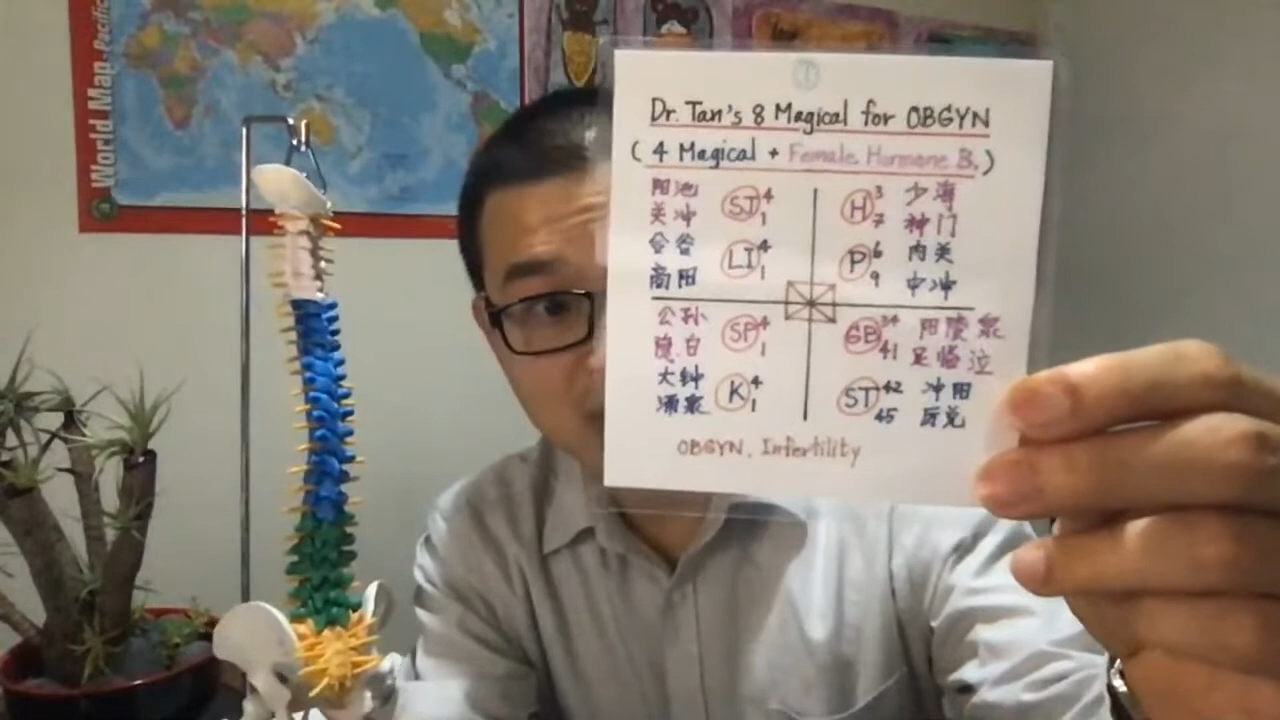 World Map - Pacific
①
Dr. Tan's 8 Magical for OBGYN
(4 Magical + Female Hormone B.)
阳池 ST 4 H 3 少海
关冲 1 7 神门
合谷 LI 4 P 6 内关
商阳 1 9 中冲
公孙 SP 4 GB 34 阳陵泉
隐白 1 41 足临泣
大钟 K 4 ST 42 冲阳
涌泉 1 45 厉兑
OBGYN, Infertility